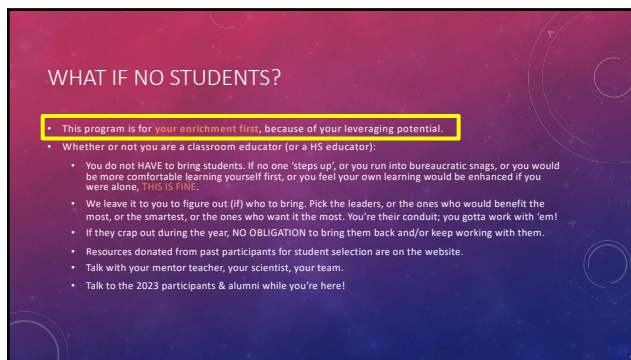 WHAT IF NO STUDENTS?
• This program is for your enrichment first, because of your leveraging potential.
• Whether or not you are a classroom educator (or a HS educator):
• You do not HAVE to bring students. If no one ‘steps up’, or you run into bureaucratic snags, or you would
be more comfortable learning yourself first, or you feel your own learning would be enhanced if you
were alone, THIS IS FINE.
• We leave it to you to figure out (if) who to bring. Pick the leaders, or the ones who would benefit the
most, or the smartest, or the ones who want it the most. You’re their conduit; you gotta work with ‘em!
• If they crap out during the year, NO OBLIGATION to bring them back and/or keep working with them.
• Resources donated from past participants for student selection are on the website.
• Talk with your mentor teacher, your scientist, your team.
• Talk to the 2023 participants & alumni while you’re here!